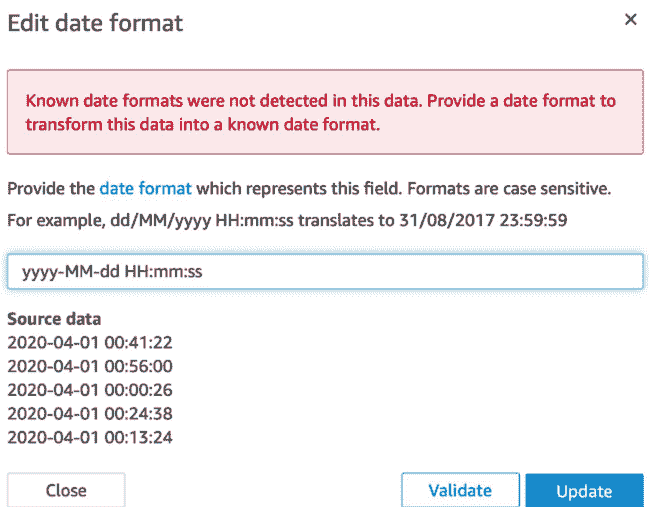 Edit date format
×
Known date formats were not detected in this data. Provide a date format to
transform this data into a known date format.
Provide the date format which represents this field. Formats are case sensitive.
For example, dd/MM/yyyy HH:mm:ss translates to 31/08/2017 23:59:59
yyyy-MM-dd HH:mm:ss
Source data
2020-04-01 00:41:22
2020-04-01 00:56:00
2020-04-01 00:00:26
2020-04-01 00:24:38
2020-04-01 00:13:24
Close Validate Update